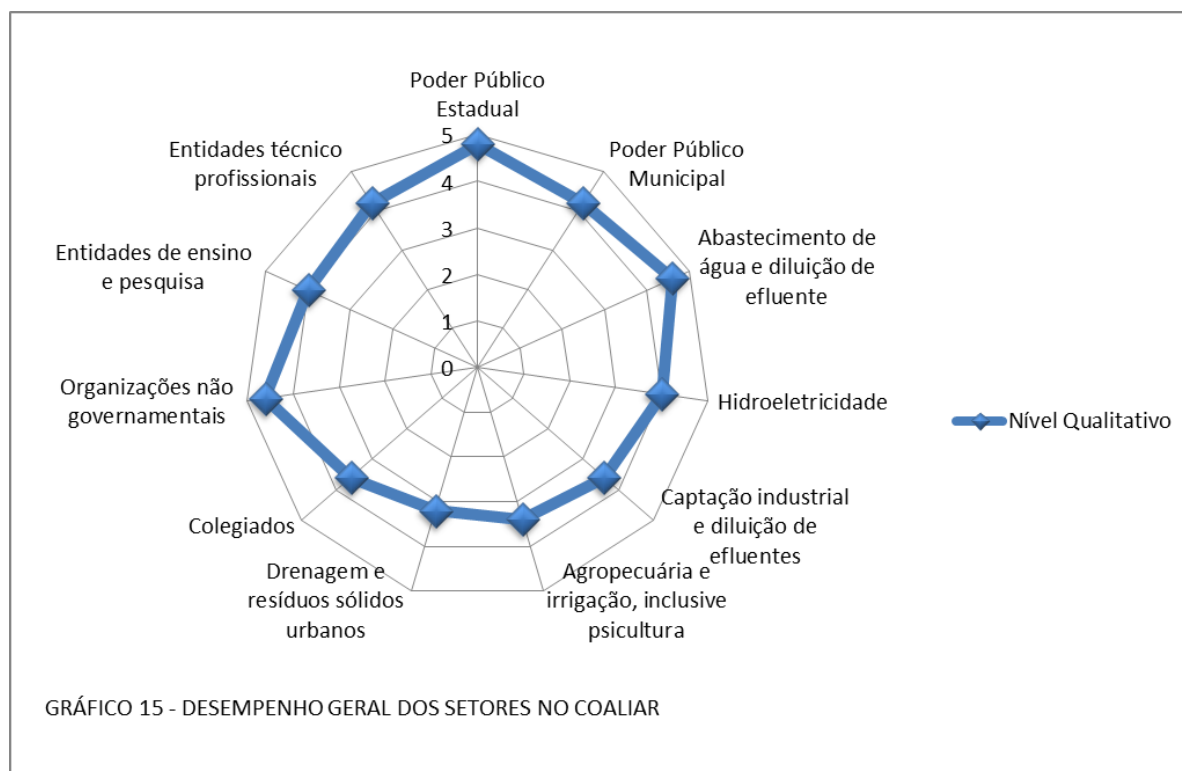 Poder Público
Estadual
Poder Público
Municipal
Abastecimento de
água e diluição de
efluente
Hidroeletricidade
Captação industrial
e diluição de
efluentes
Agropecuária e
irrigação, inclusive
psicultura
Drenagem e
resíduos sólidos
urbanos
Colegiados
Organizações não
governamentais
Entidades de ensino
e pesquisa
Entidades técnico
profissionais
5
4
3
2
1
0
Nível Qualitativo
GRÁFICO 15 - DESEMPENHO GERAL DOS SETORES NO COALIAR